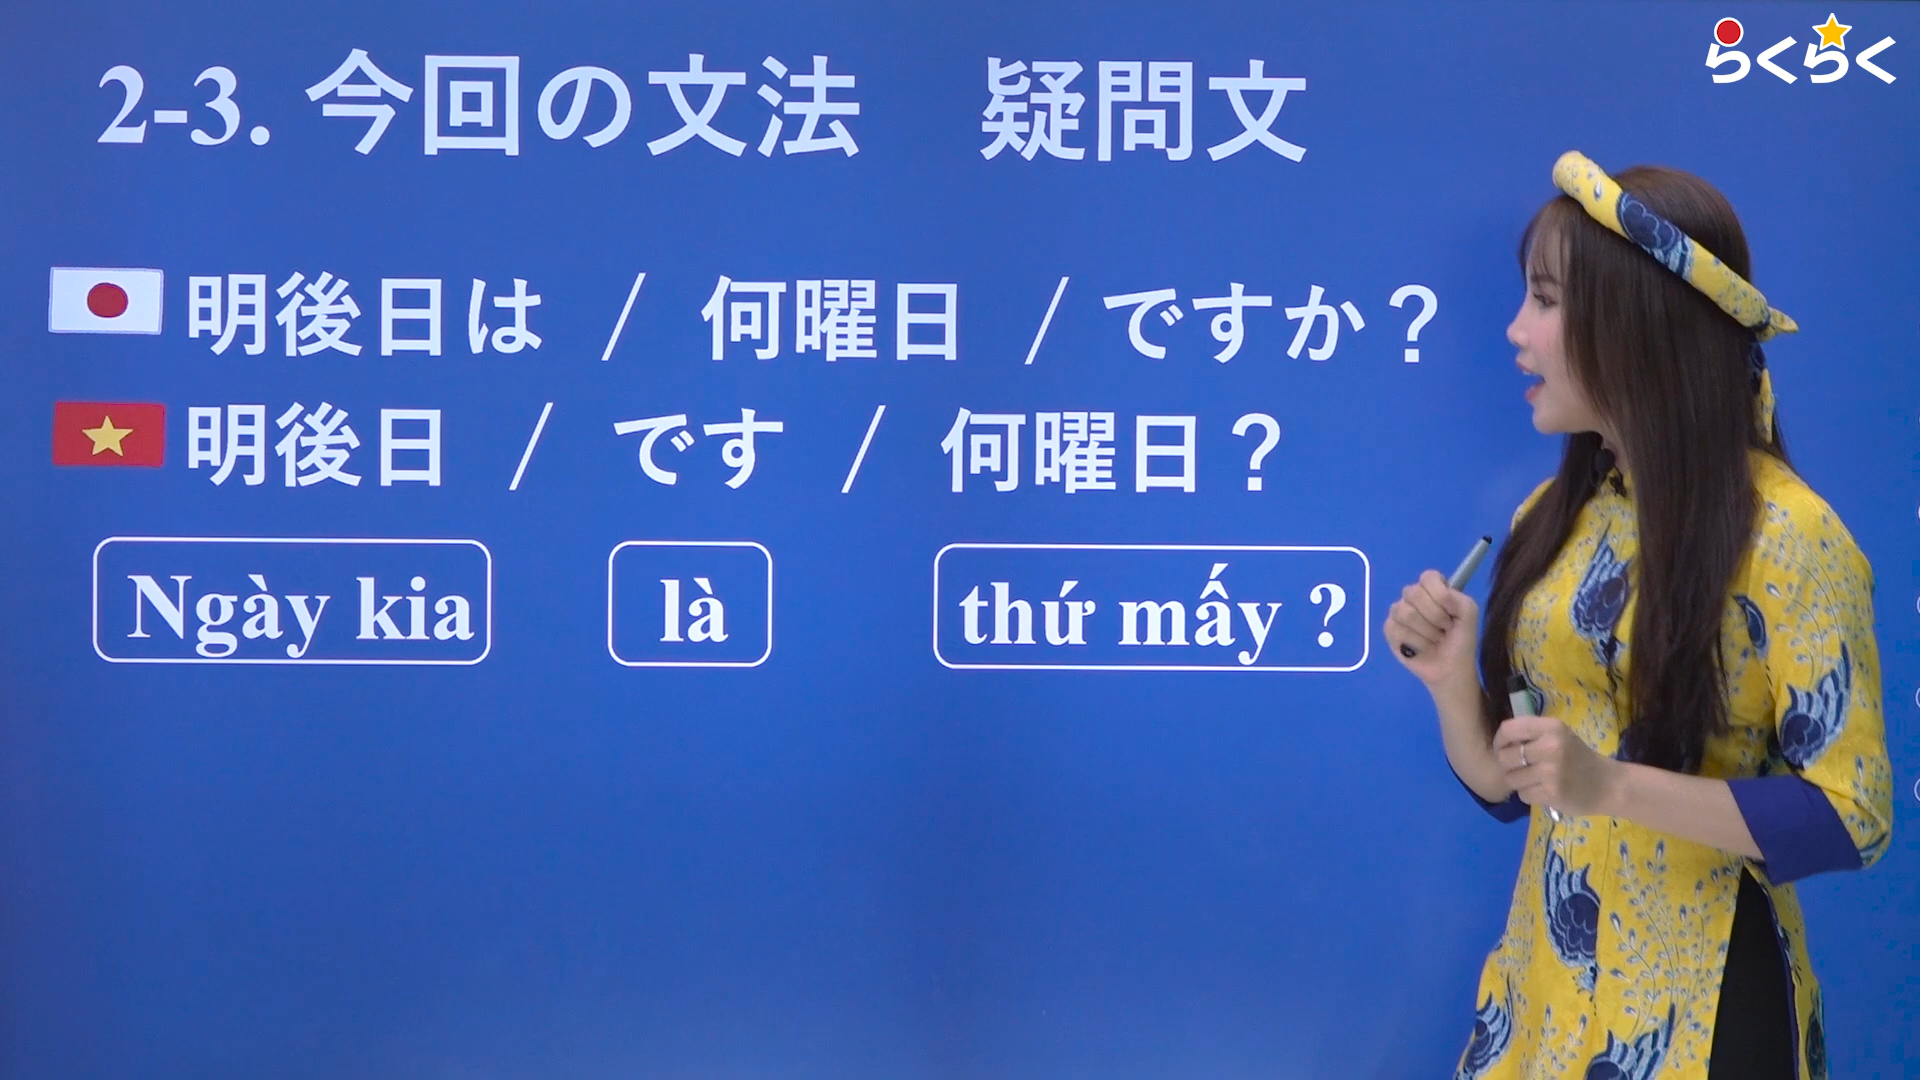 らくらく
2-3. 今回の文法　疑問文
明後日は / 何曜日 / ですか？
明後日 / です / 何曜日？
Ngày kia là thứ mấy ?